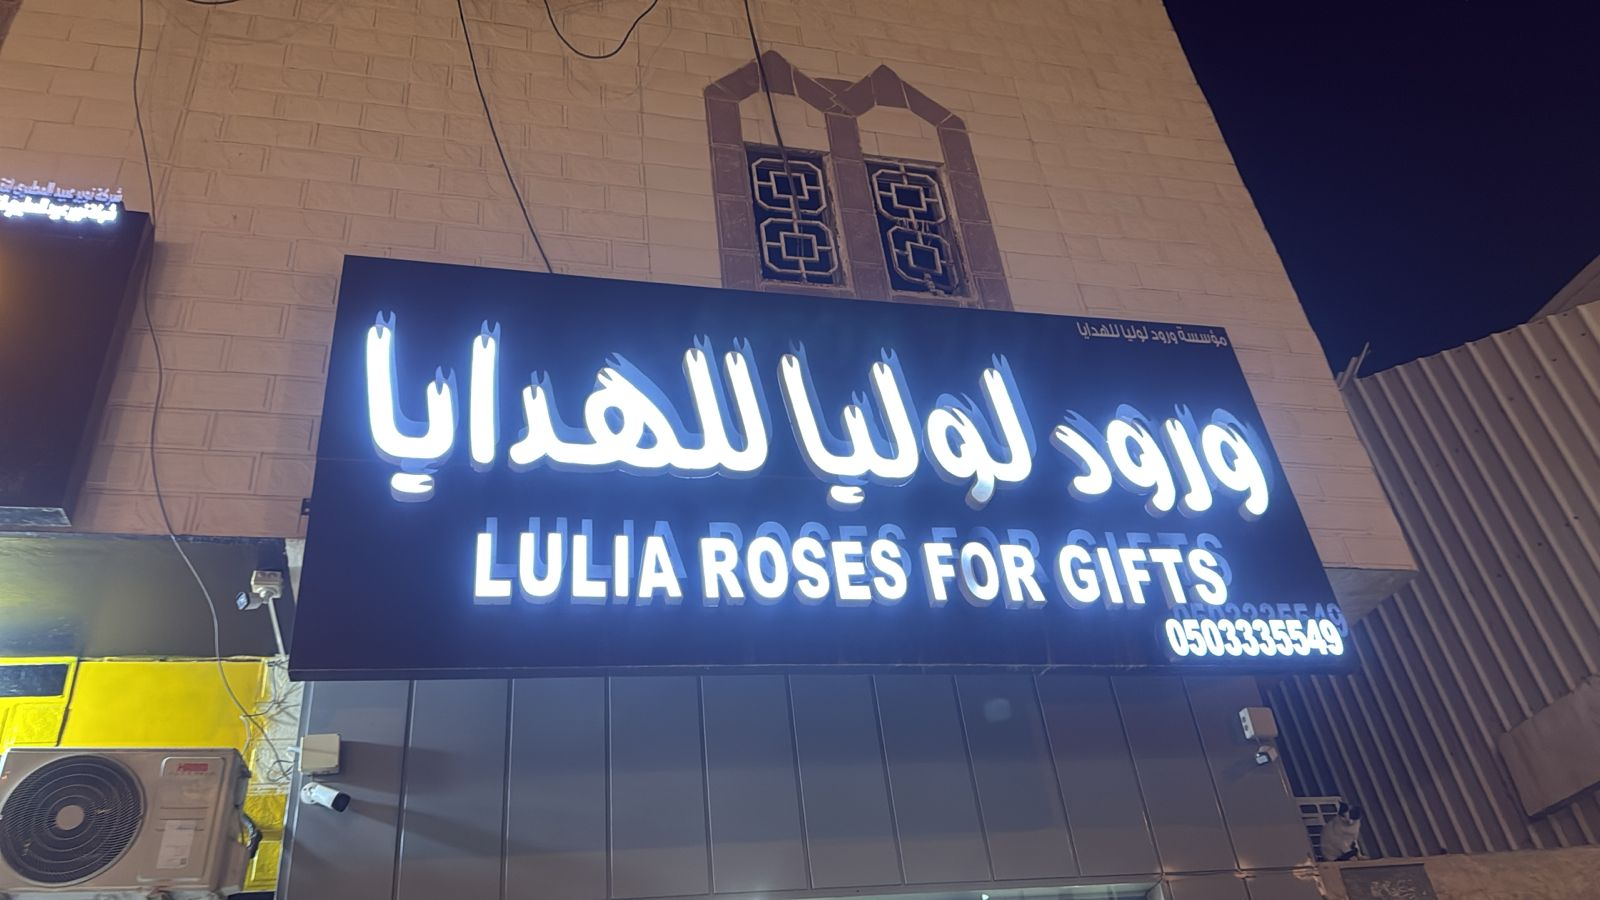 مؤسسة ورود لوليا للهدايا
ورود لوليا للهدايا
LULIA ROSES FOR GIFTS
0503335549